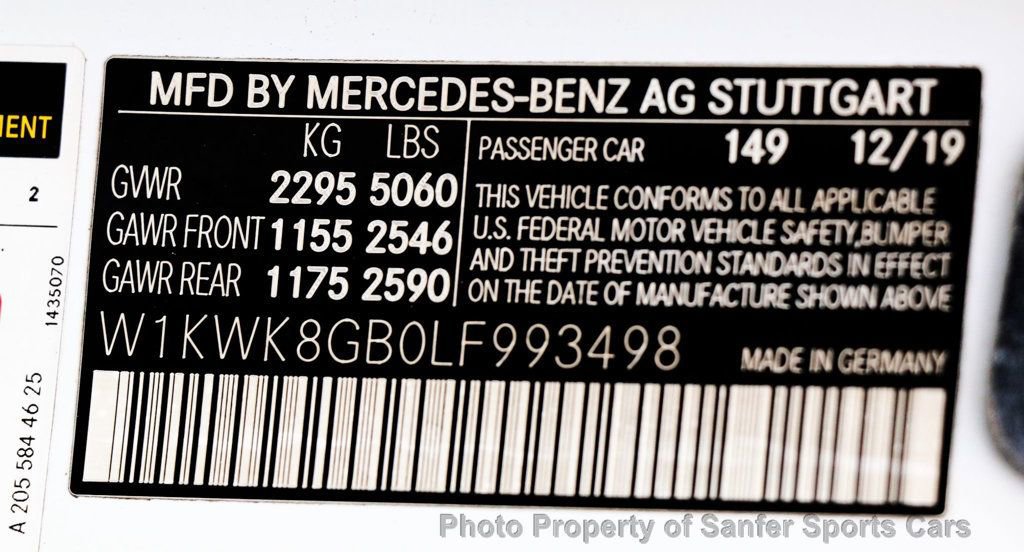 MFD BY MERCEDES-BENZ AG STUTTGART
KG LBS
GVWR 2295 5060
GAWR FRONT 1155 2546
GAWR REAR 1175 2590
PASSENGER CAR 149 12/19
THIS VEHICLE CONFORMS TO ALL APPLICABLE
U.S. FEDERAL MOTOR VEHICLE SAFETY,BUMPER
AND THEFT PREVENTION STANDARDS IN EFFECT
ON THE DATE OF MANUFACTURE SHOWN ABOVE
W1KWK8GB0LF993498
MADE IN GERMANY
2
1435070
A 205 584 46 25
Photo Property of Sanfer Sports Cars